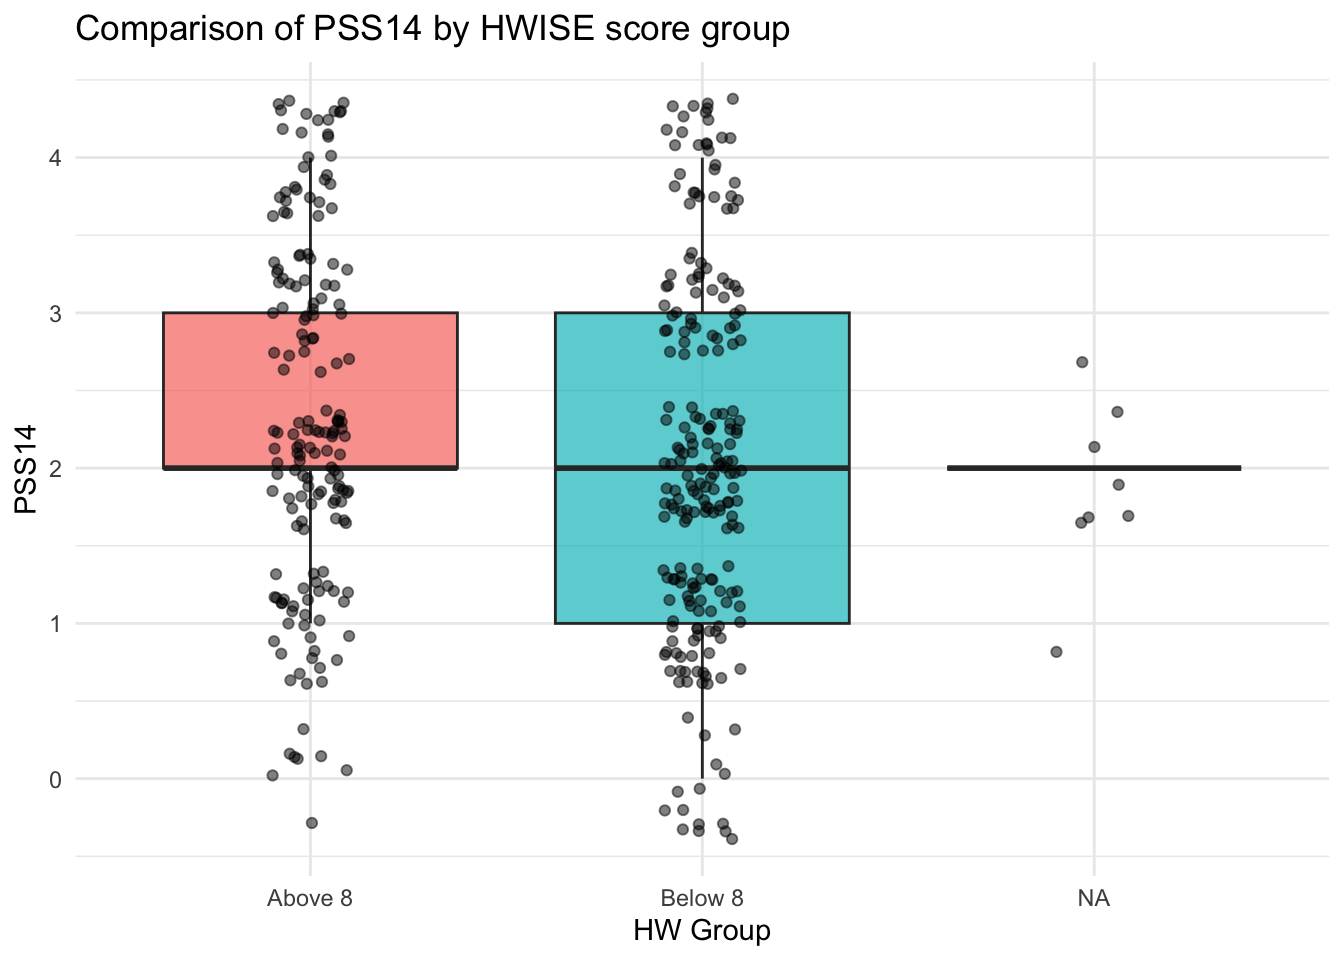 Comparison of PSS14 by HWISE score group
PSS14
4
3
2
1
0
Above 8
Below 8
NA
HW Group